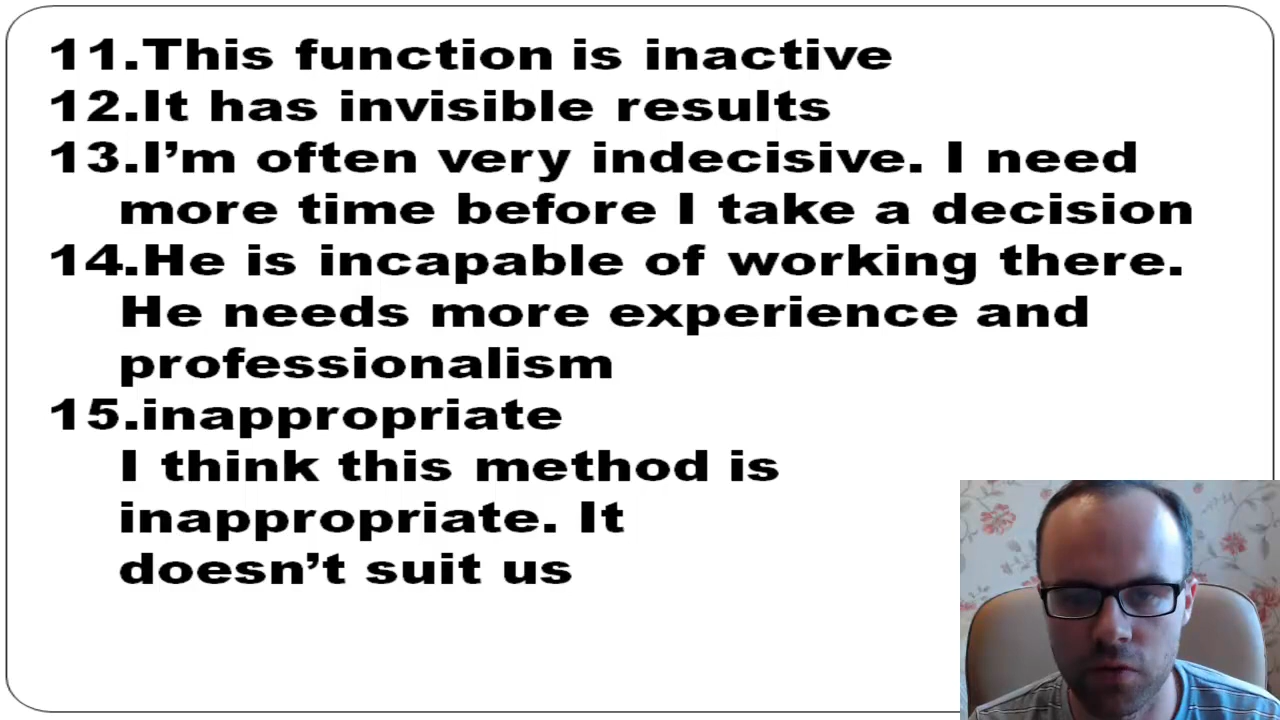 11.This function is inactive
12.It has invisible results
13.I’m often very indecisive. I need
more time before I take a decision
14.He is incapable of working there.
He needs more experience and
professionalism
15.inappropriate
I think this method is
inappropriate. It
doesn’t suit us